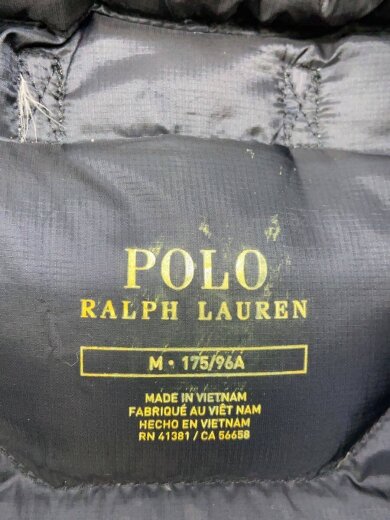 POLO
RALPH LAUREN
M • 175/96A
MADE IN VIETNAM
FABRIQUÉ AU VIÊT NAM
HECHO EN VIETNAM
RN 41381 / CA 56658